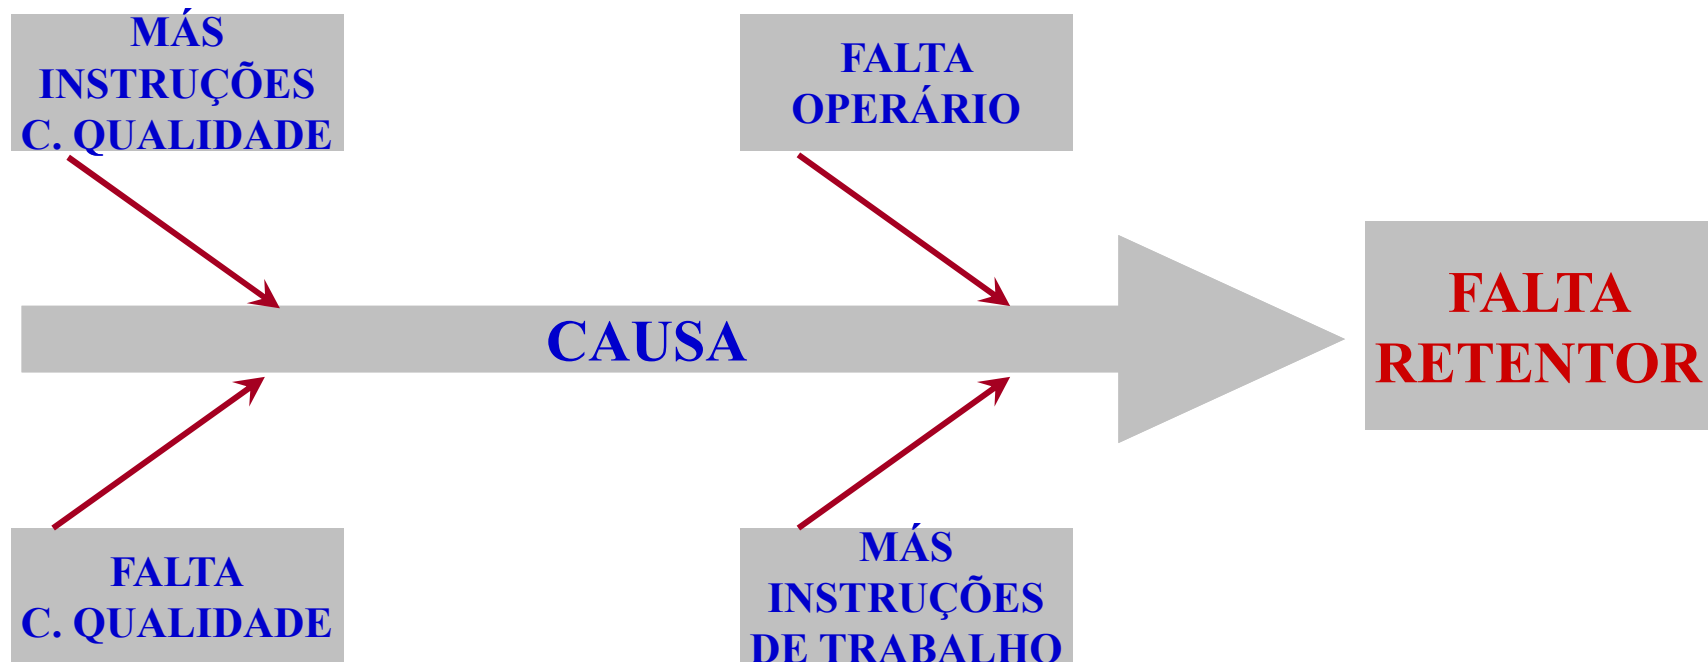 MÁS
INSTRUÇÕES
C. QUALIDADE
FALTA
OPERÁRIO
CAUSA
FALTA
RETENTOR
FALTA
C. QUALIDADE
MÁS
INSTRUÇÕES
DE TRABALHO